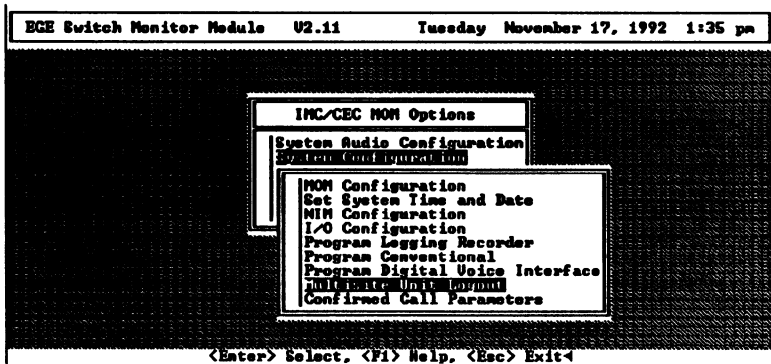 EGE Switch Monitor Module V2.11 Tuesday November 17, 1992 1:35 pm
IMC/CEC MOM Options
System Audio Configuration
System Configuration
MOM Configuration
Set System Time and Date
NIM Configuration
I/O Configuration
Program Logging Recorder
Program Conventional
Program Digital Voice Interface
Multisite Unit Logout
Confirmed Call Parameters
<Enter> Select, <F1> Help, <Esc> Exit◄